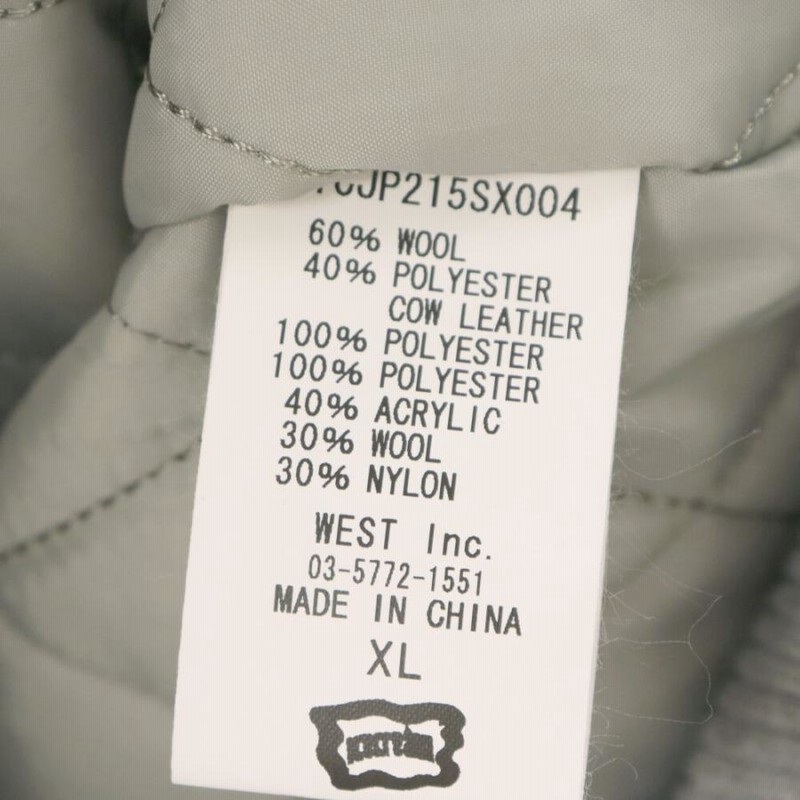 JP215SX004
60% WOOL
40% POLYESTER
COW LEATHER
100% POLYESTER
100% POLYESTER
40% ACRYLIC
30% WOOL
30% NYLON
WEST Inc.
03-5772-1551
MADE IN CHINA
XL